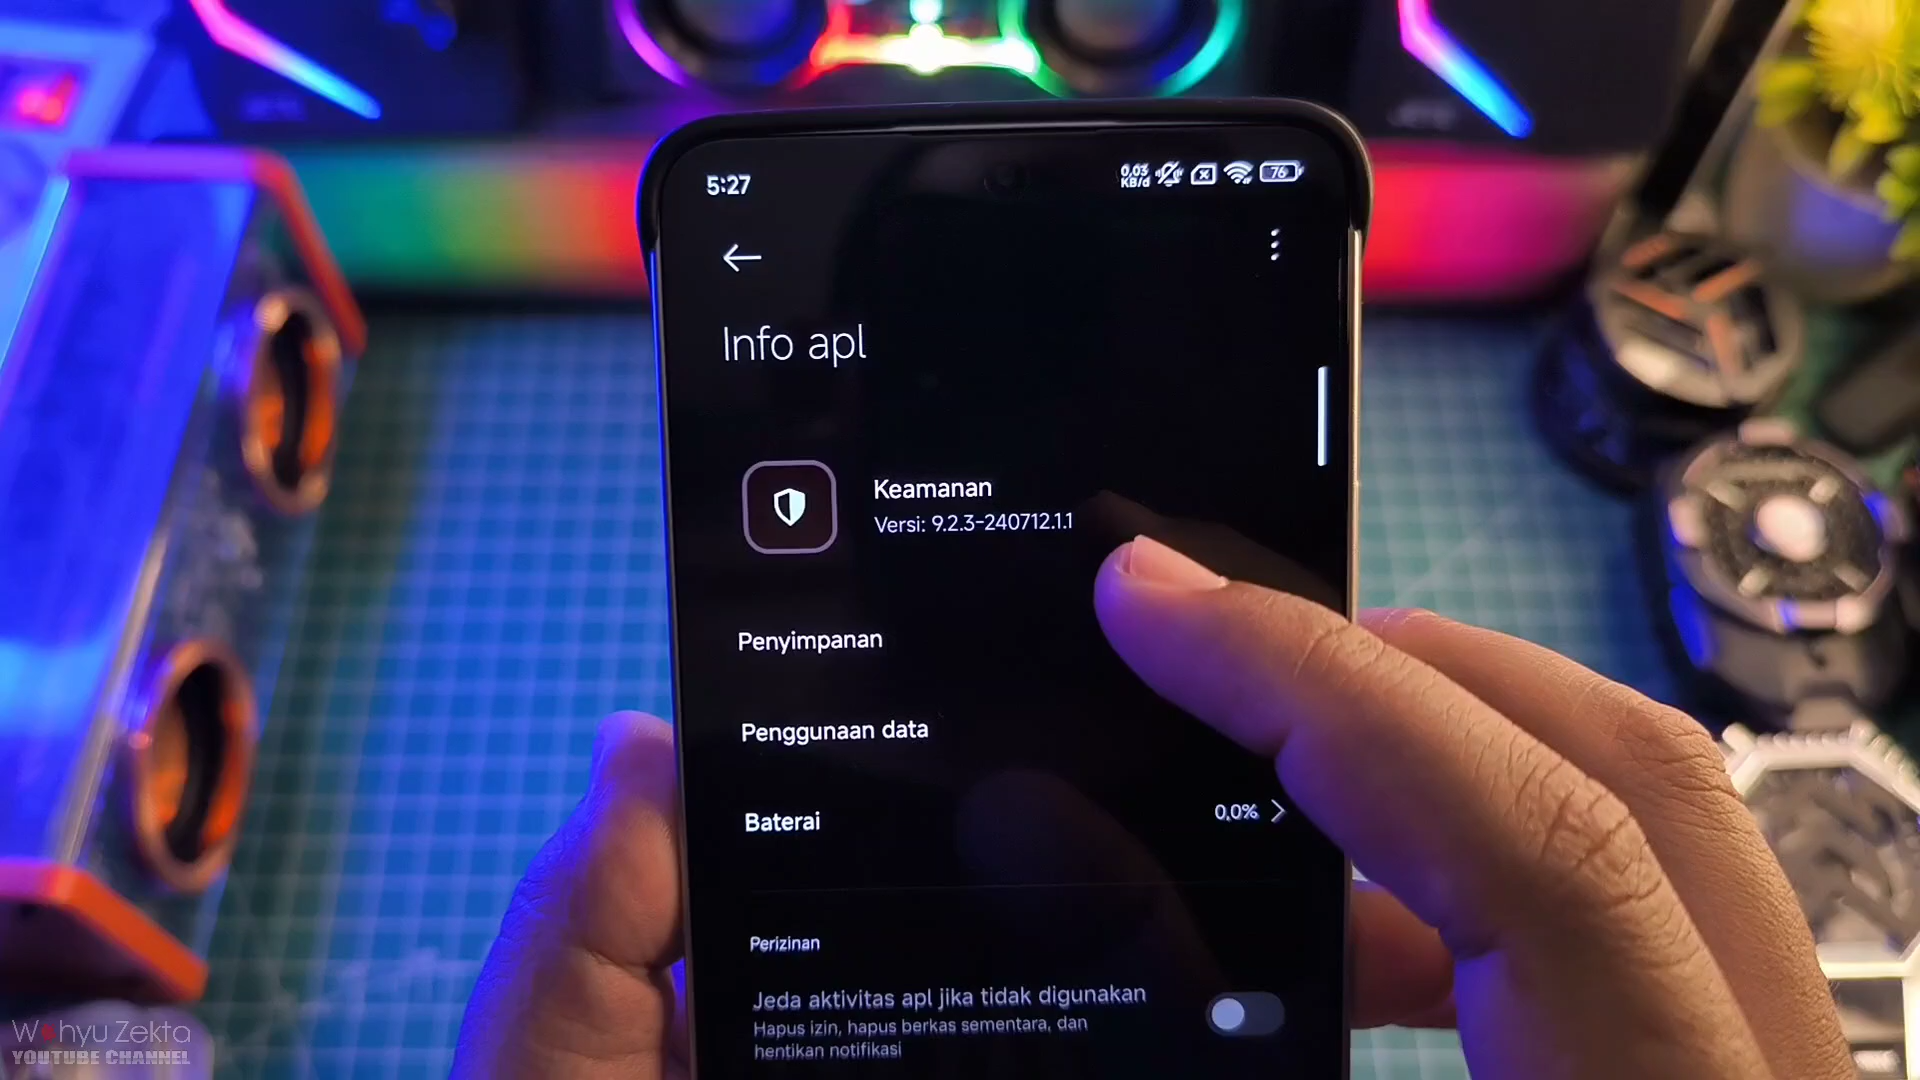 5:27
0,03
KB/d
76
Info apl
Keamanan
Versi: 9.2.3-240712.1.1
Penyimpanan
Penggunaan data
Baterai
0,0%
Perizinan
Jeda aktivitas apl jika tidak digunakan
Hapus izin, hapus berkas sementara, dan
hentikan notifikasi
Wahyu Zekta
YOUTUBE CHANNEL